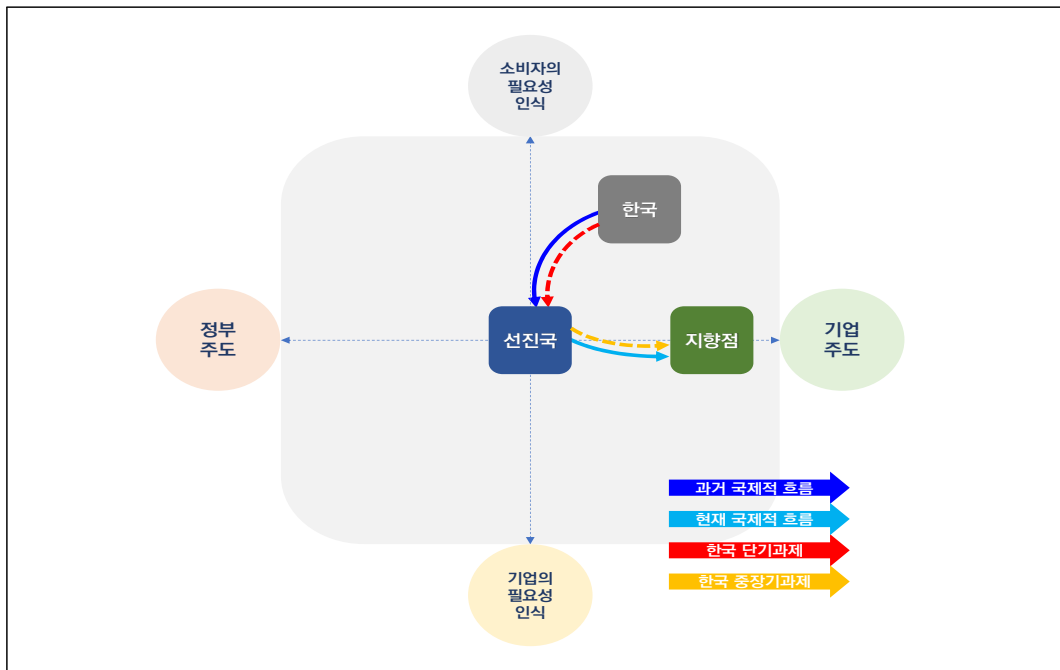 소비자의
필요성
인식
한국
정부
주도
선진국
지향점
기업
주도
과거 국제적 흐름
현재 국제적 흐름
한국 단기과제
한국 중장기과제
기업의
필요성
인식